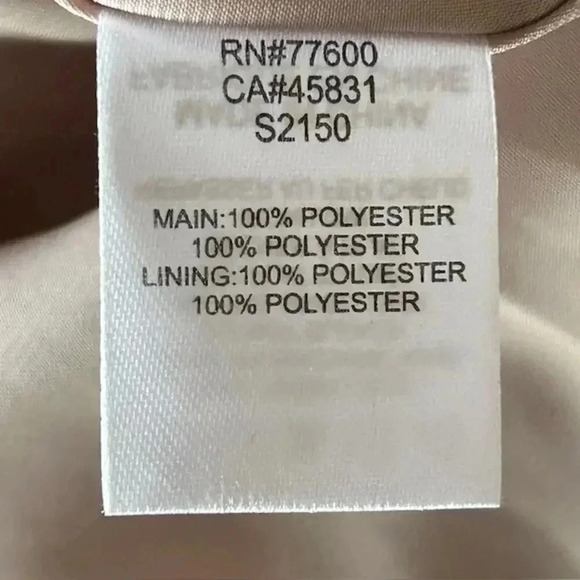 RN#77600
CA#45831
S2150
MAIN:100% POLYESTER
100% POLYESTER
LINING:100% POLYESTER
100% POLYESTER